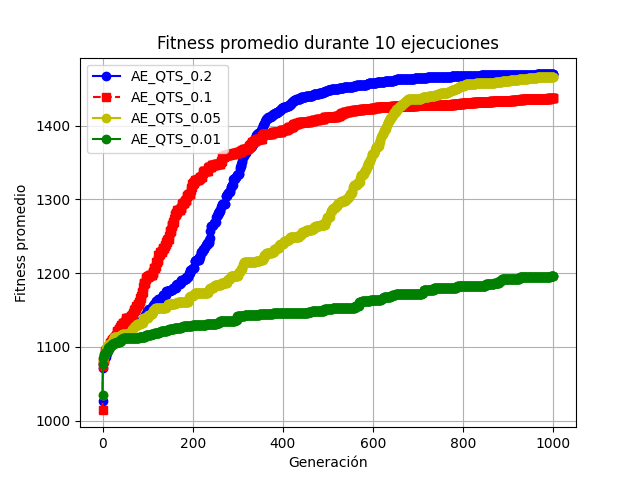 Fitness promedio durante 10 ejecuciones
AE_QTS_0.2
AE_QTS_0.1
AE_QTS_0.05
AE_QTS_0.01
Fitness promedio
1400
1300
1200
1100
1000
0 200 400 600 800 1000
Generación